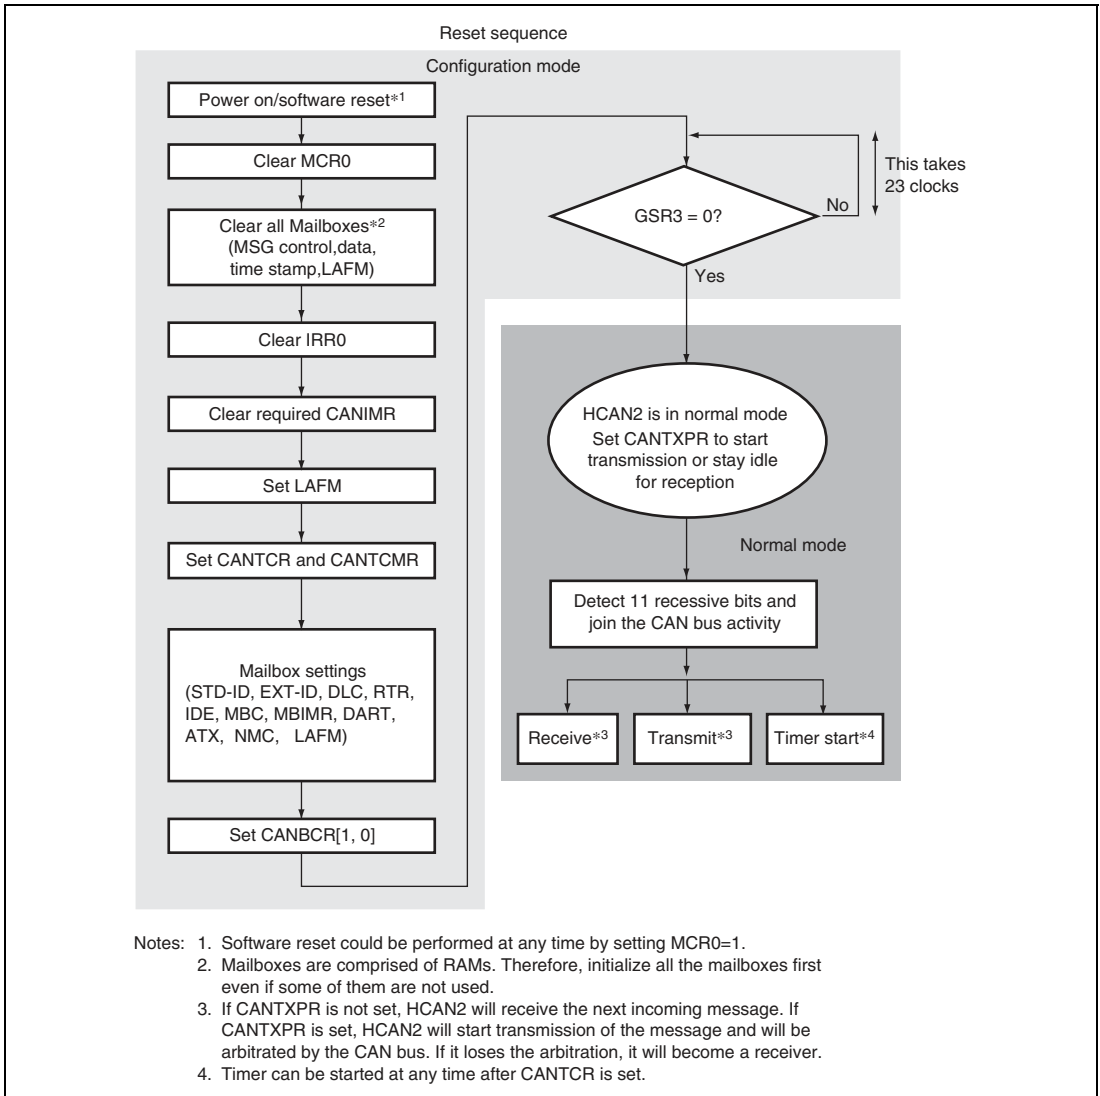 Reset sequence
Configuration mode
Power on/software reset*1
Clear MCR0
Clear all Mailboxes*2
(MSG control,data,
time stamp,LAFM)
Clear IRR0
Clear required CANIMR
Set LAFM
Set CANTCR and CANTCMR
Mailbox settings
(STD-ID, EXT-ID, DLC, RTR,
IDE, MBC, MBIMR, DART,
ATX, NMC, LAFM)
Set CANBCR[1, 0]
GSR3 = 0?
No
This takes
23 clocks
Yes
HCAN2 is in normal mode
Set CANTXPR to start
transmission or stay idle
for reception
Normal mode
Detect 11 recessive bits and
join the CAN bus activity
Receive*3
Transmit*3
Timer start*4
Notes: 1. Software reset could be performed at any time by setting MCR0=1.
2. Mailboxes are comprised of RAMs. Therefore, initialize all the mailboxes first
even if some of them are not used.
3. If CANTXPR is not set, HCAN2 will receive the next incoming message. If
CANTXPR is set, HCAN2 will start transmission of the message and will be
arbitrated by the CAN bus. If it loses the arbitration, it will become a receiver.
4. Timer can be started at any time after CANTCR is set.